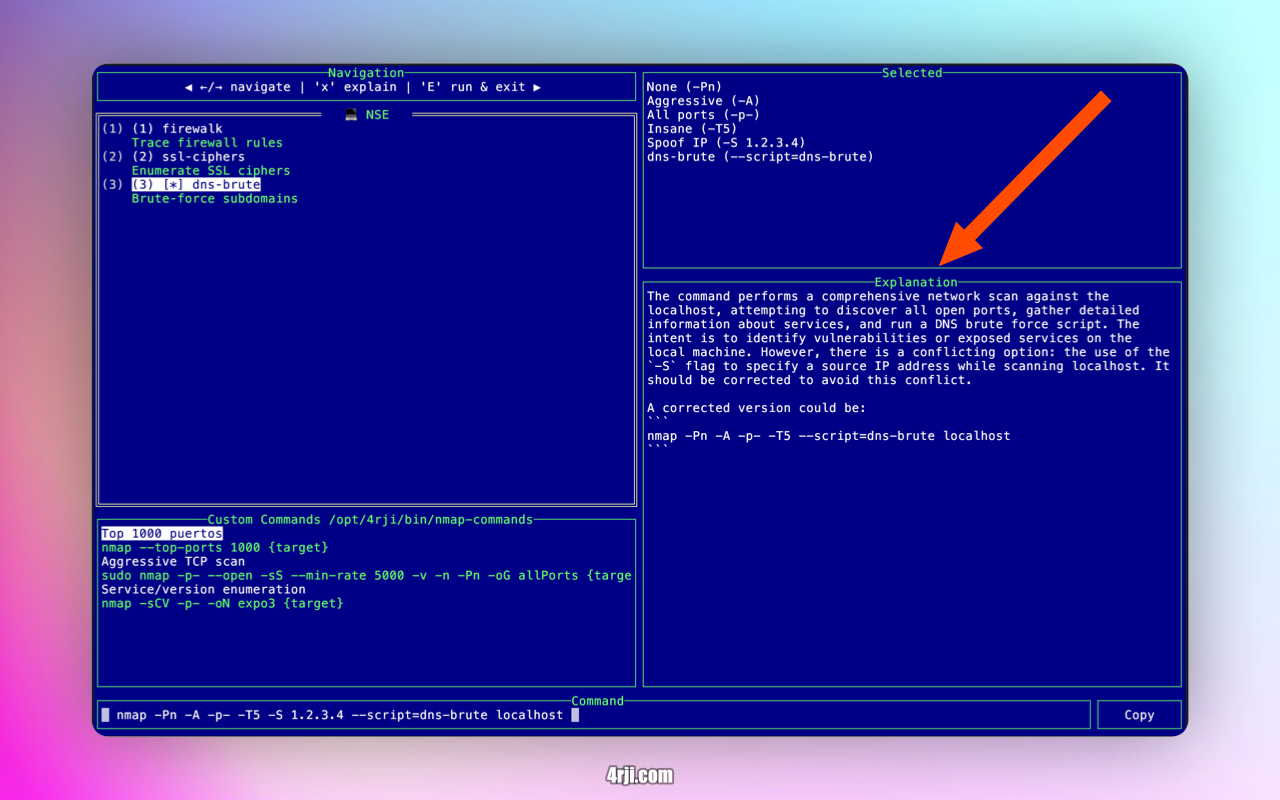 Navigation
◄ ←/→ navigate | 'x' explain | 'E' run & exit ►
NSE
(1) (1) firewalk
Trace firewall rules
(2) (2) ssl-ciphers
Enumerate SSL ciphers
(3) (3) [*] dns-brute
Brute-force subdomains
Custom Commands /opt/4rji/bin/nmap-commands
Top 1000 puertos
nmap --top-ports 1000 {target}
Aggressive TCP scan
sudo nmap -p- --open -sS --min-rate 5000 -v -n -Pn -oG allPorts {targe
Service/version enumeration
nmap -sCV -p- -oN expo3 {target}
Selected
None (-Pn)
Aggressive (-A)
All ports (-p-)
Insane (-T5)
Spoof IP (-S 1.2.3.4)
dns-brute (--script=dns-brute)
Explanation
The command performs a comprehensive network scan against the
localhost, attempting to discover all open ports, gather detailed
information about services, and run a DNS brute force script. The
intent is to identify vulnerabilities or exposed services on the
local machine. However, there is a conflicting option: the use of the
`-S` flag to specify a source IP address while scanning localhost. It
should be corrected to avoid this conflict.
A corrected version could be:
```
nmap -Pn -A -p- -T5 --script=dns-brute localhost
```
Command
nmap -Pn -A -p- -T5 -S 1.2.3.4 --script=dns-brute localhost
Copy
4rji.com